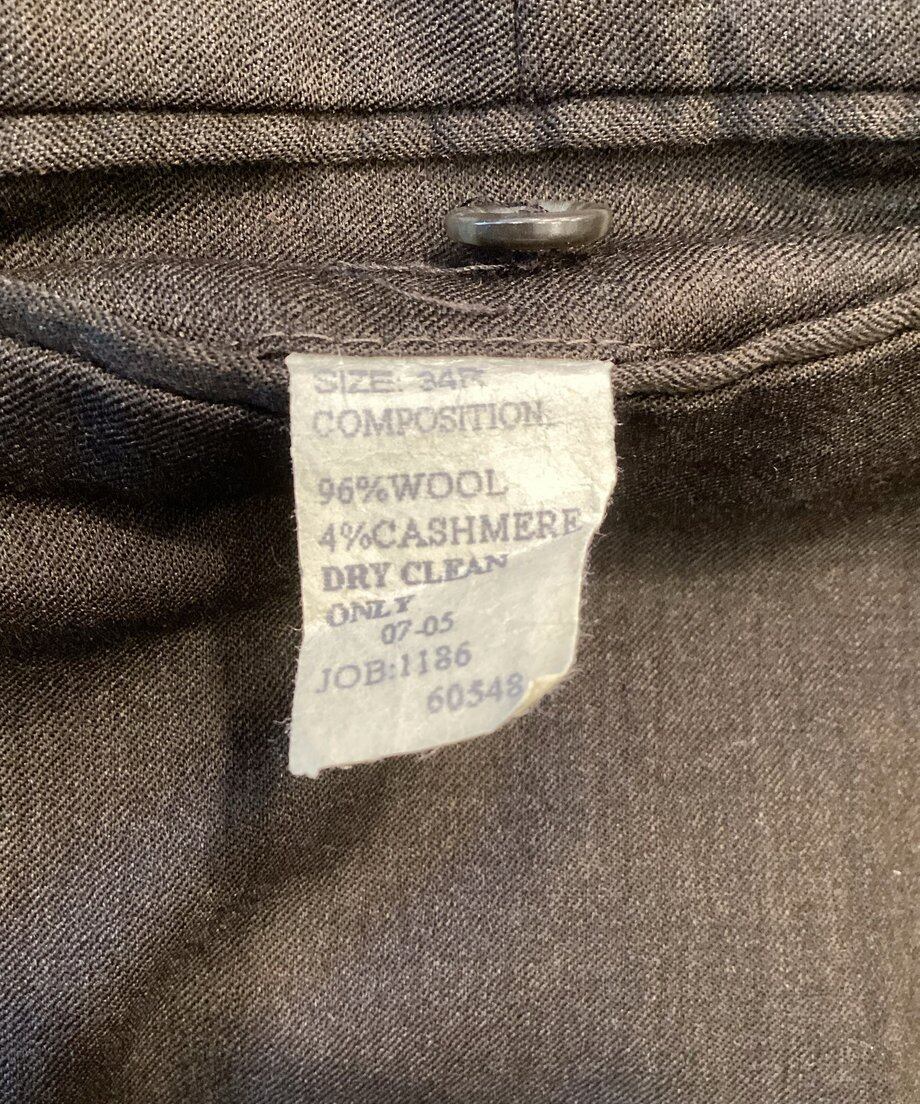 SIZE: 34R
COMPOSITION:
96%WOOL
4%CASHMERE
DRY CLEAN
ONLY
07-05
JOB:1186
60548